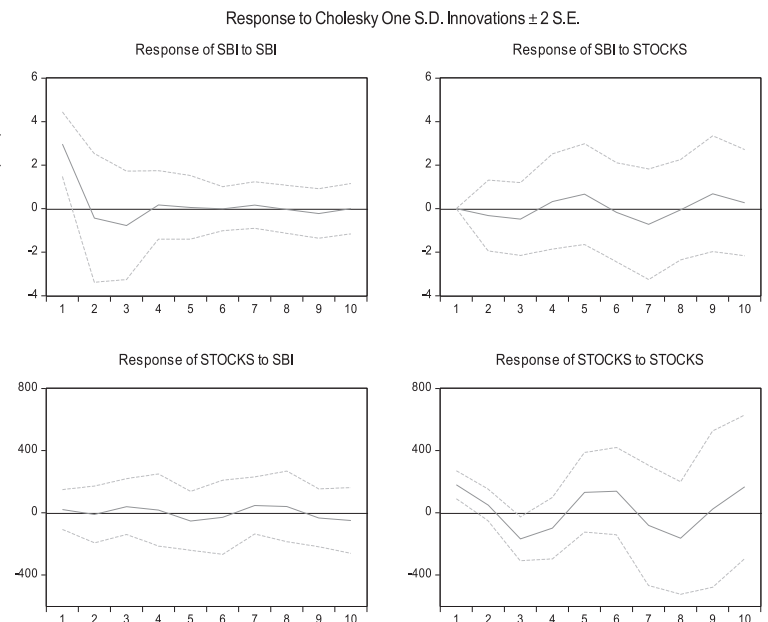 Response to Cholesky One S.D. Innovations ± 2 S.E.
Response of SBI to SBI
6
4
2
0
-2
-4
1 2 3 4 5 6 7 8 9 10
Response of SBI to STOCKS
6
4
2
0
-2
-4
1 2 3 4 5 6 7 8 9 10
Response of STOCKS to SBI
800
400
0
-400
1 2 3 4 5 6 7 8 9 10
Response of STOCKS to STOCKS
800
400
0
-400
1 2 3 4 5 6 7 8 9 10